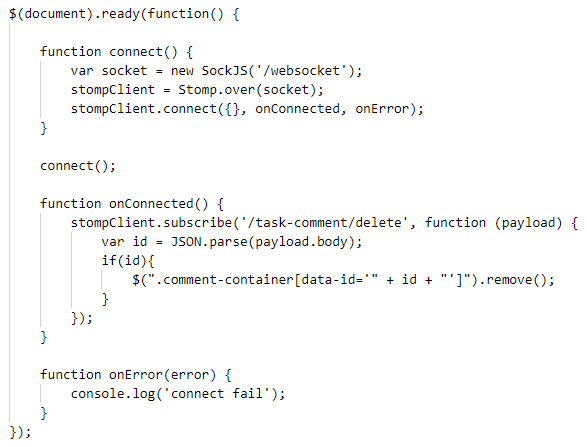 $(document).ready(function() {
function connect() {
var socket = new SockJS('/websocket');
stompClient = Stomp.over(socket);
stompClient.connect({}, onConnected, onError);
}
connect();
function onConnected() {
stompClient.subscribe('/task-comment/delete', function (payload) {
var id = JSON.parse(payload.body);
if(id){
$(".comment-container[data-id='" + id + "']").remove();
}
});
}
function onError(error) {
console.log('connect fail');
}
});